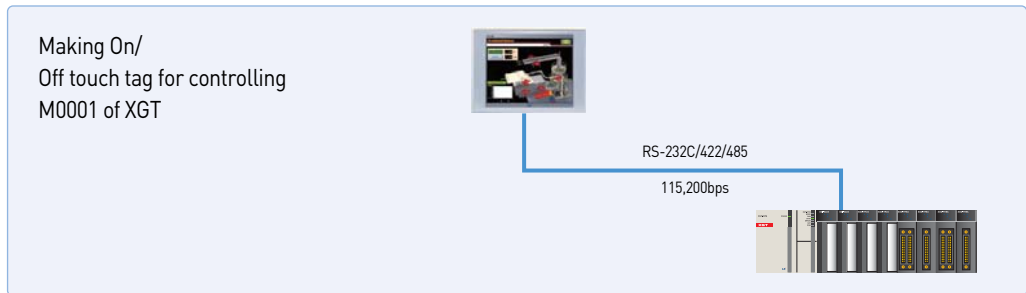 Making On/
Off touch tag for controlling
M0001 of XGT
RS-232C/422/485
115,200bps